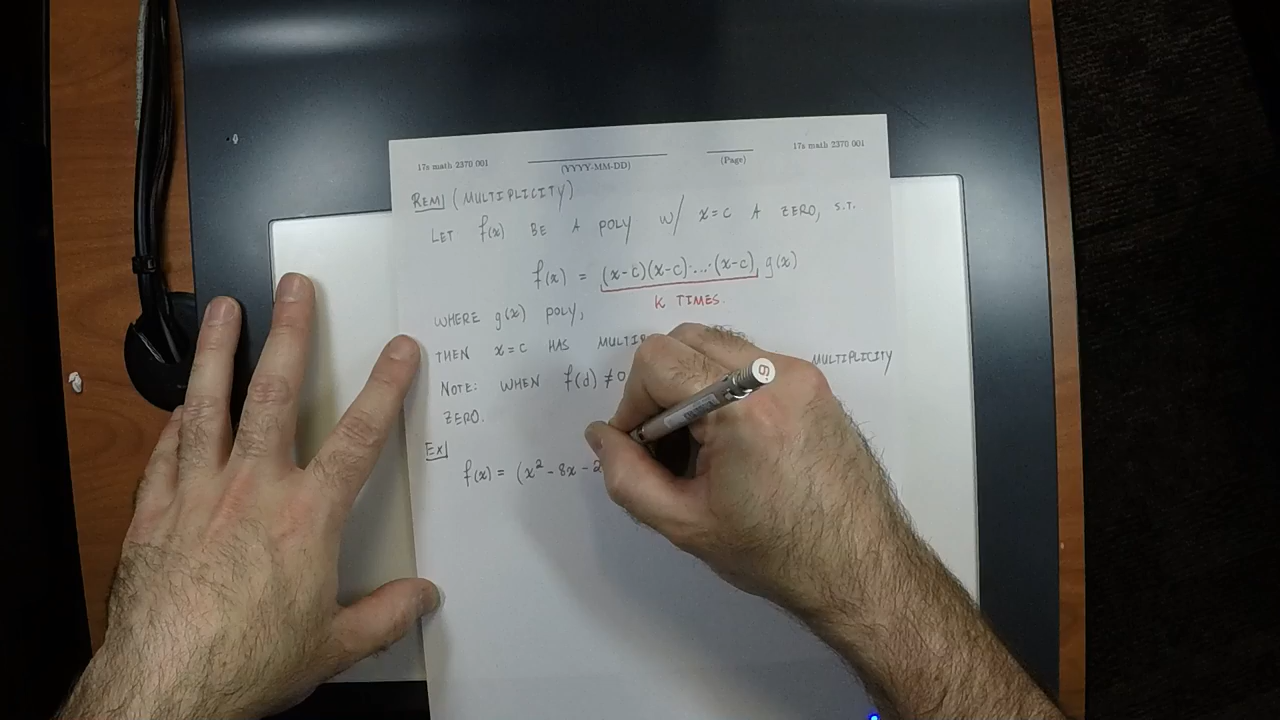 17s math 2370 001 (YYYY-MM-DD) (Page) 17s math 2370 001
REM (MULTIPLICITY)
LET f(x) BE A POLY W/ x=c A ZERO, S.T.
f(x) = (x-c)(x-c)·...·(x-c) g(x)
K TIMES.
WHERE g(x) POLY,
THEN x=c HAS MULTIP
NOTE: WHEN f(d) ≠0 MULTIPLICITY
ZERO.
Ex
f(x) = (x² - 8x - 2